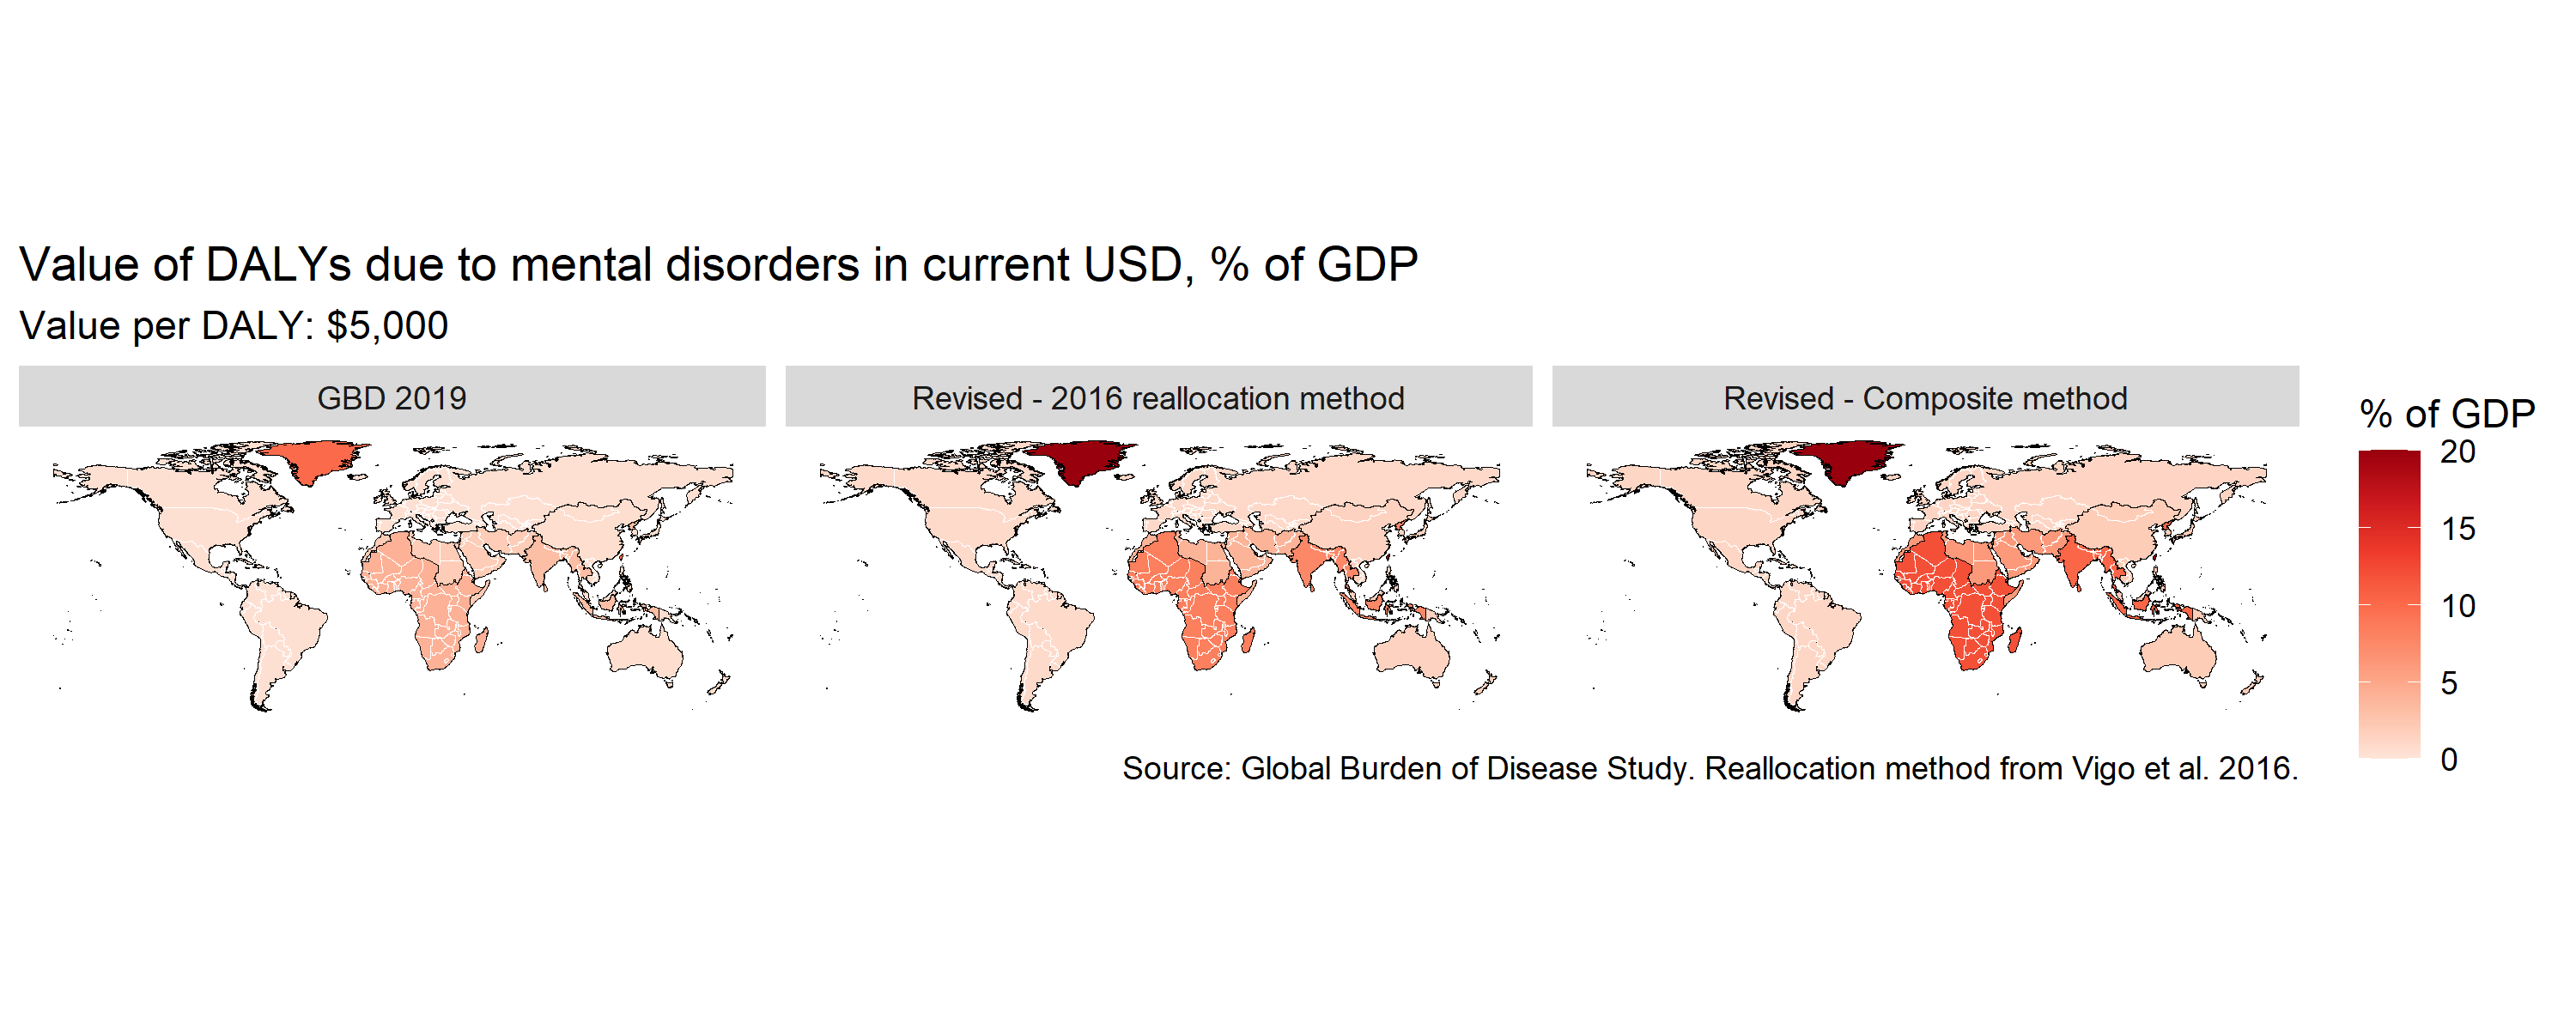 Value of DALYs due to mental disorders in current USD, % of GDP
Value per DALY: $5,000
GBD 2019
Revised - 2016 reallocation method
Revised - Composite method
% of GDP
20
15
10
5
0
Source: Global Burden of Disease Study. Reallocation method from Vigo et al. 2016.